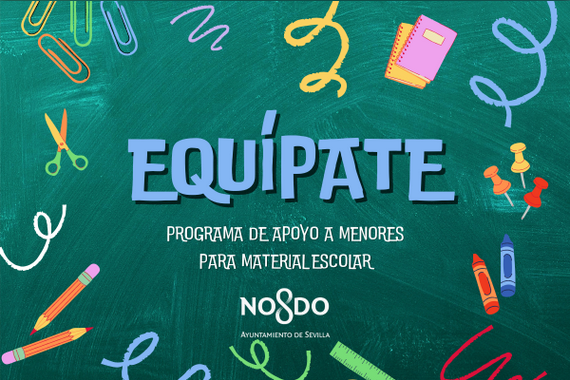 EQUÍPATE
PROGRAMA DE APOYO A MENORES
PARA MATERIAL ESCOLAR
NO8DO
AYUNTAMIENTO DE SEVILLA